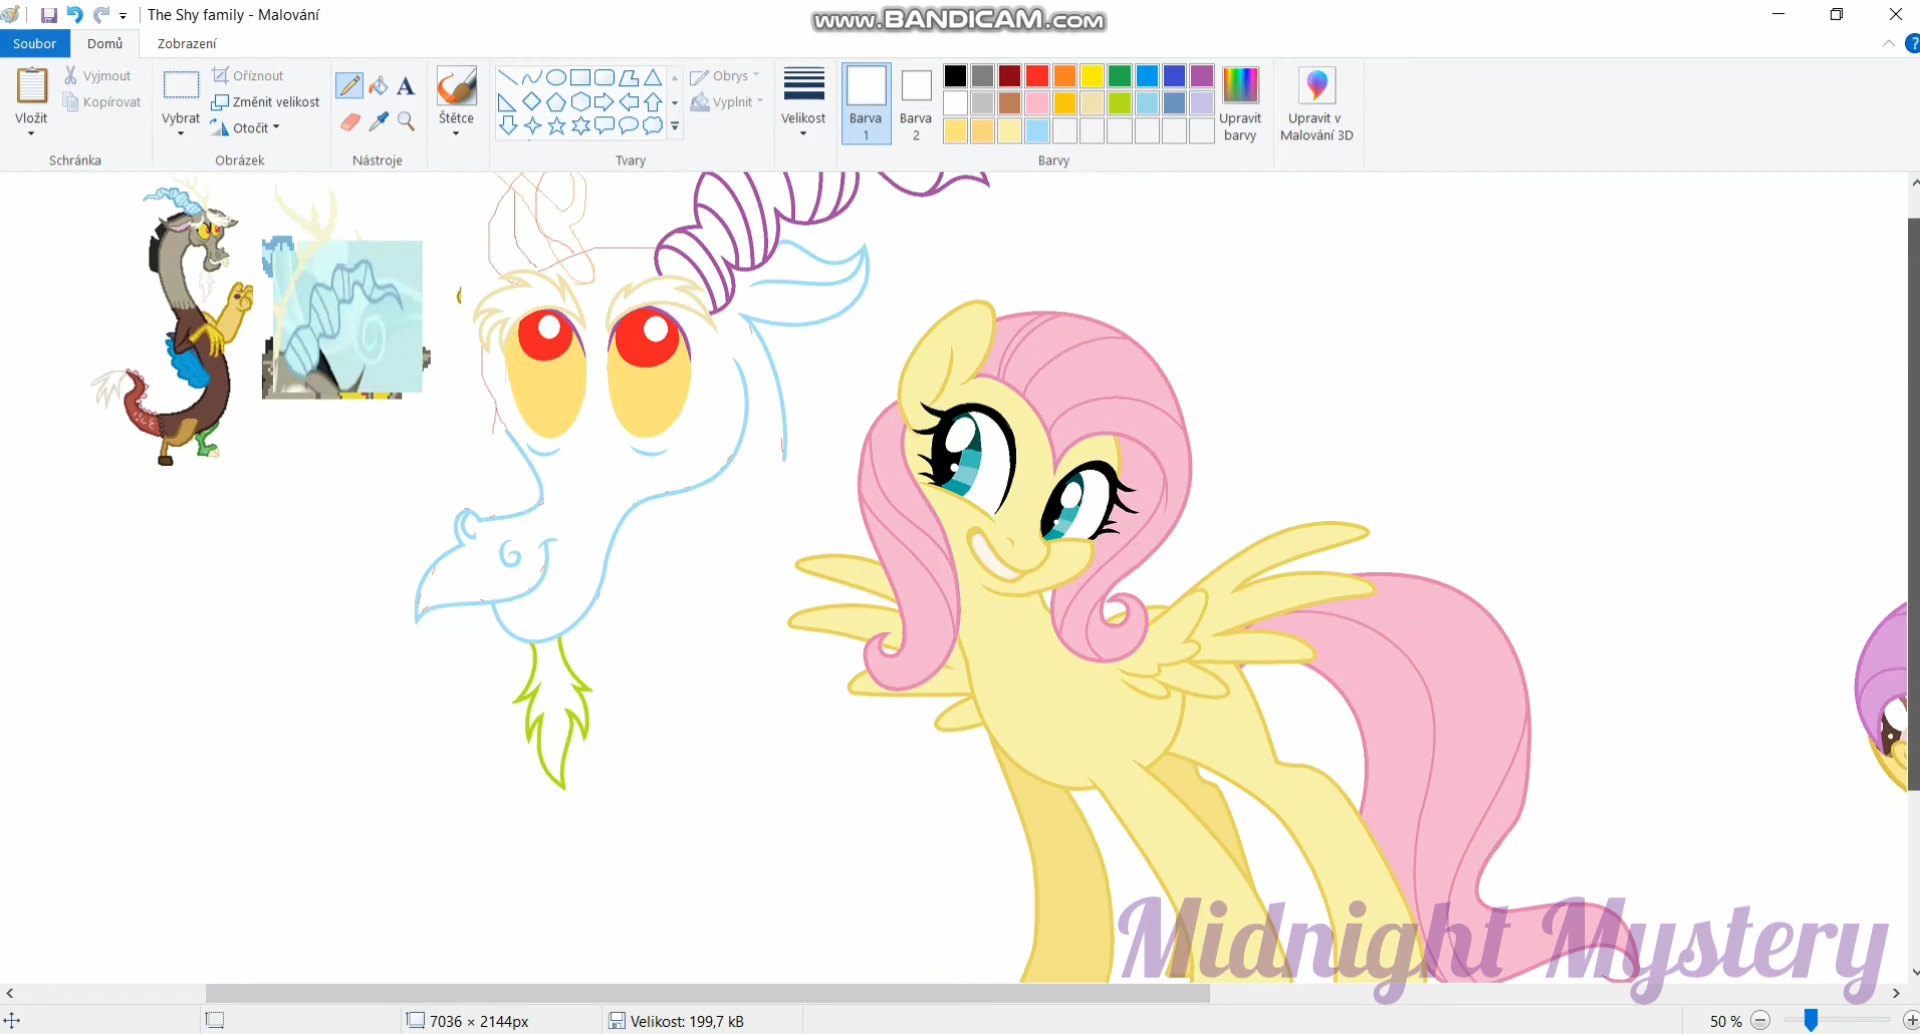 The Shy family - Malování
www.BANDICAM.com
Soubor
Domů
Zobrazení
Vložit
Vyjmout
Kopírovat
Schránka
Vybrat
Oříznout
Změnit velikost
Otočit
Obrázek
A
Nástroje
Štětce
Obrys
Vyplnit
Tvary
Velikost
Barva
1
Barva
2
Upravit
barvy
Barvy
Upravit v
Malování 3D
?
Midnight Mystery
7036 × 2144px
Velikost: 199,7 kB
50 %